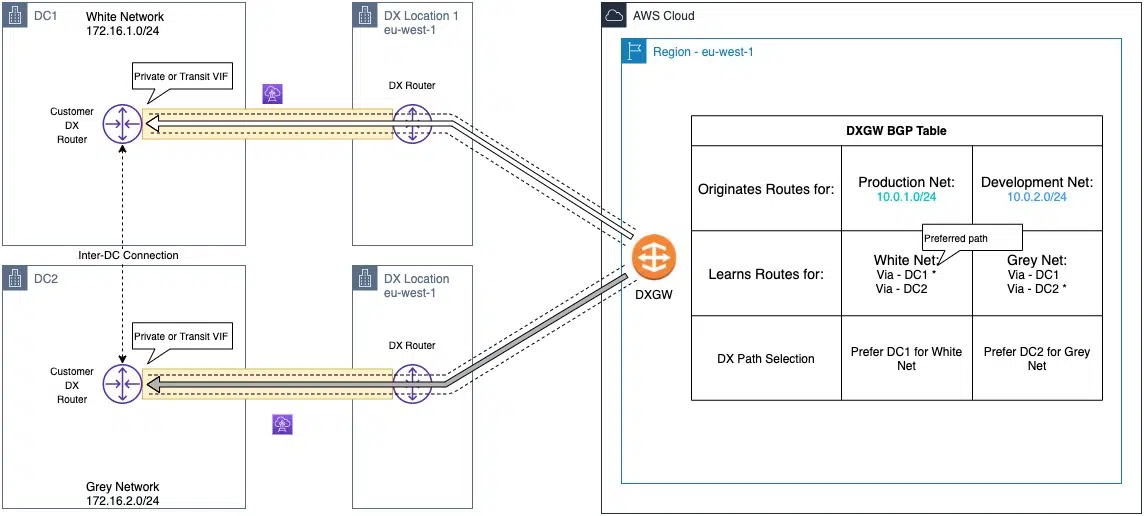 DC1
White Network
172.16.1.0/24
Private or Transit VIF
Customer
DX
Router
DX Location 1
eu-west-1
DX Router
Inter-DC Connection
DC2
Private or Transit VIF
Customer
DX
Router
Grey Network
172.16.2.0/24
DX Location
eu-west-1
DX Router
DXGW
AWS Cloud
Region - eu-west-1
DXGW BGP Table
Originates Routes for:
Production Net:
10.0.1.0/24
Development Net:
10.0.2.0/24
Preferred path
Learns Routes for:
White Net:
Via - DC1 *
Via - DC2
Grey Net:
Via - DC1
Via - DC2 *
DX Path Selection
Prefer DC1 for White
Net
Prefer DC2 for Grey
Net